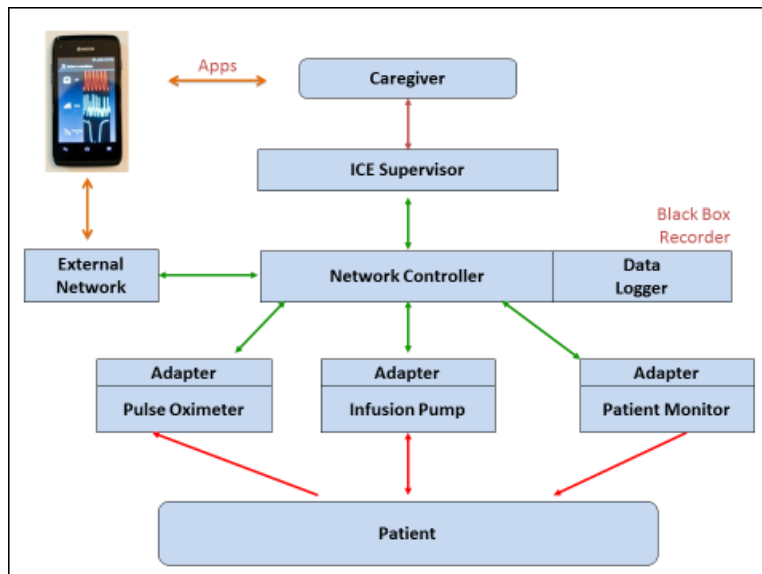 Apps
Caregiver
ICE Supervisor
Black Box
Recorder
External
Network
Network Controller
Data
Logger
Adapter
Pulse Oximeter
Adapter
Infusion Pump
Adapter
Patient Monitor
Patient